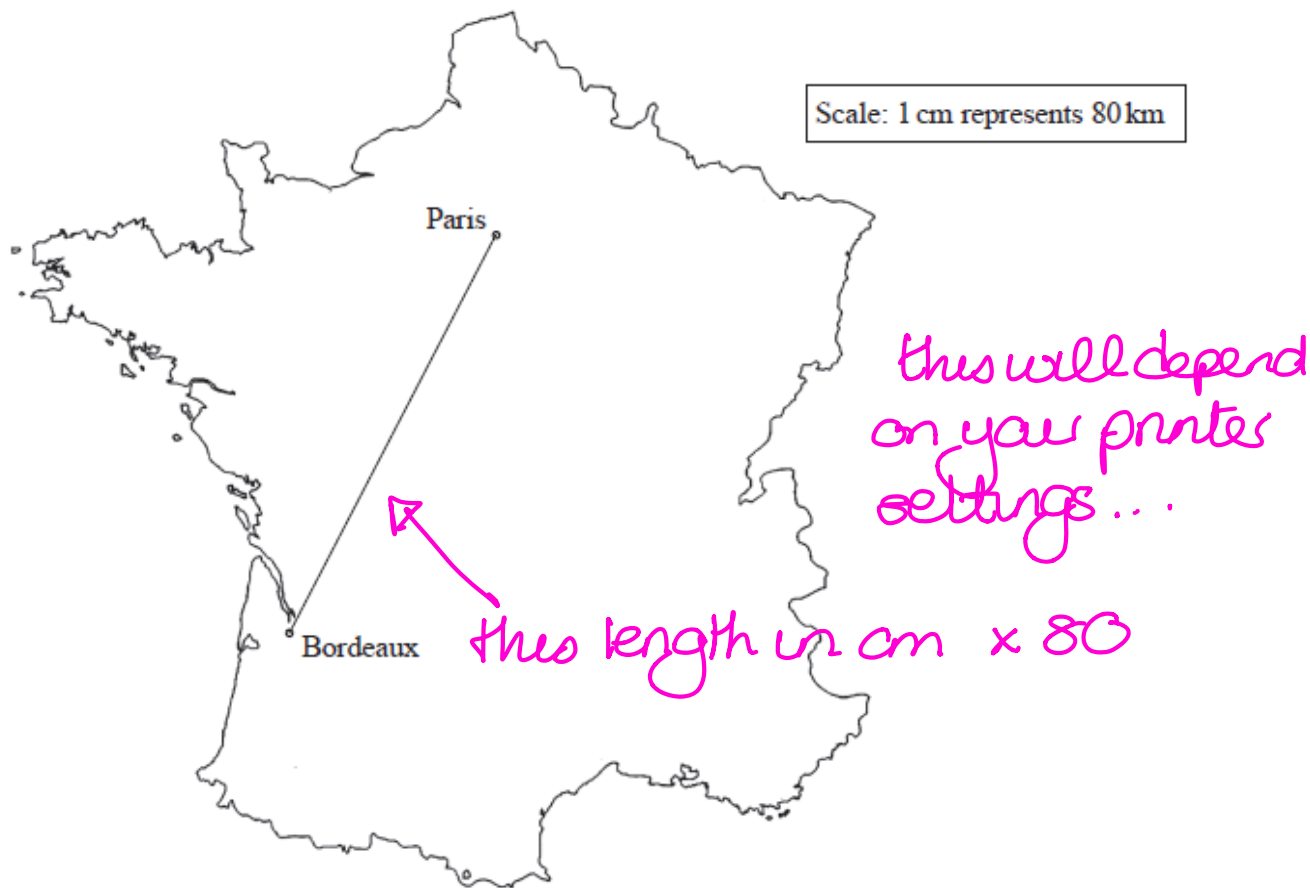 Scale: 1 cm represents 80 km
Paris
this will depend
on your printer
settings...
Bordeaux
this length in cm x 80